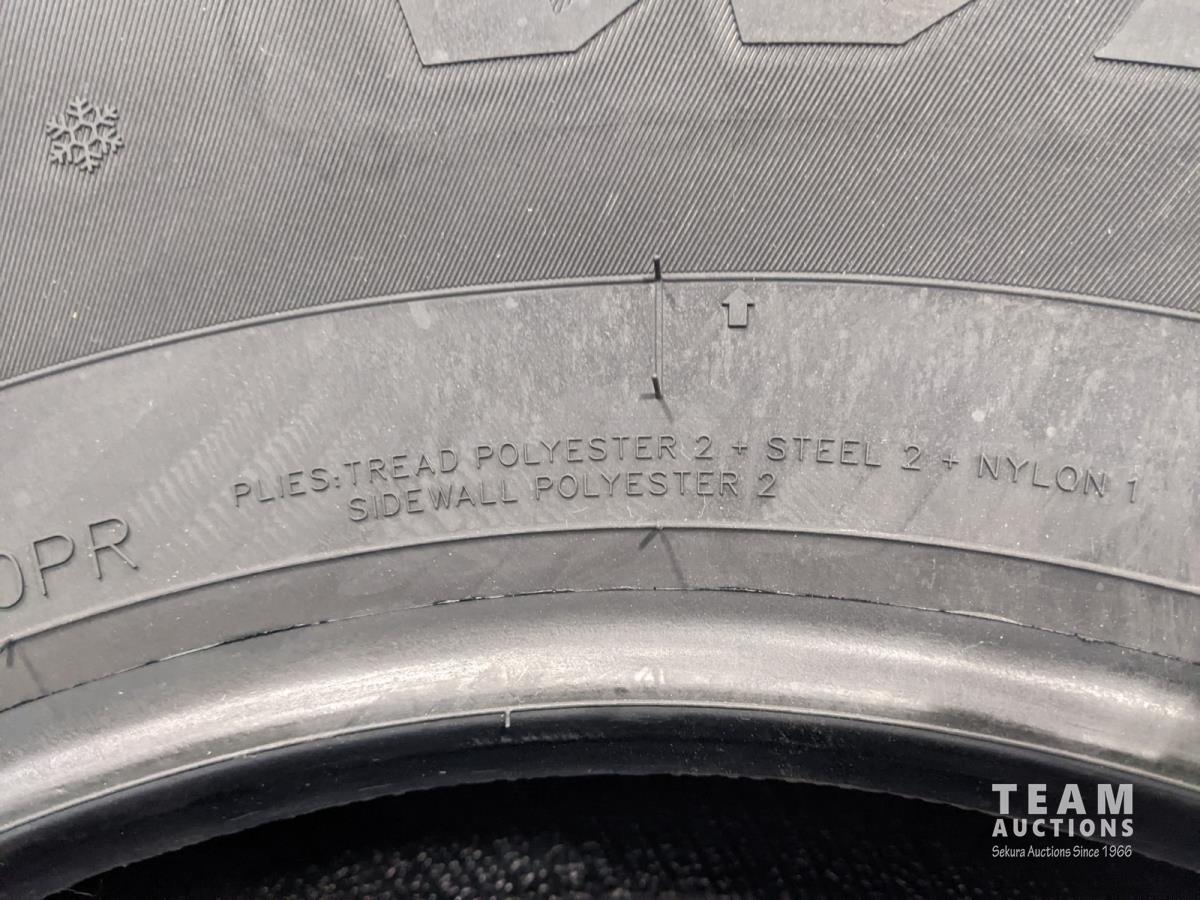 PLIES: TREAD POLYESTER 2 + STEEL 2 + NYLON 1
SIDEWALL POLYESTER 2
0PR
TEAM
AUCTIONS
Sekura Auctions Since 1966